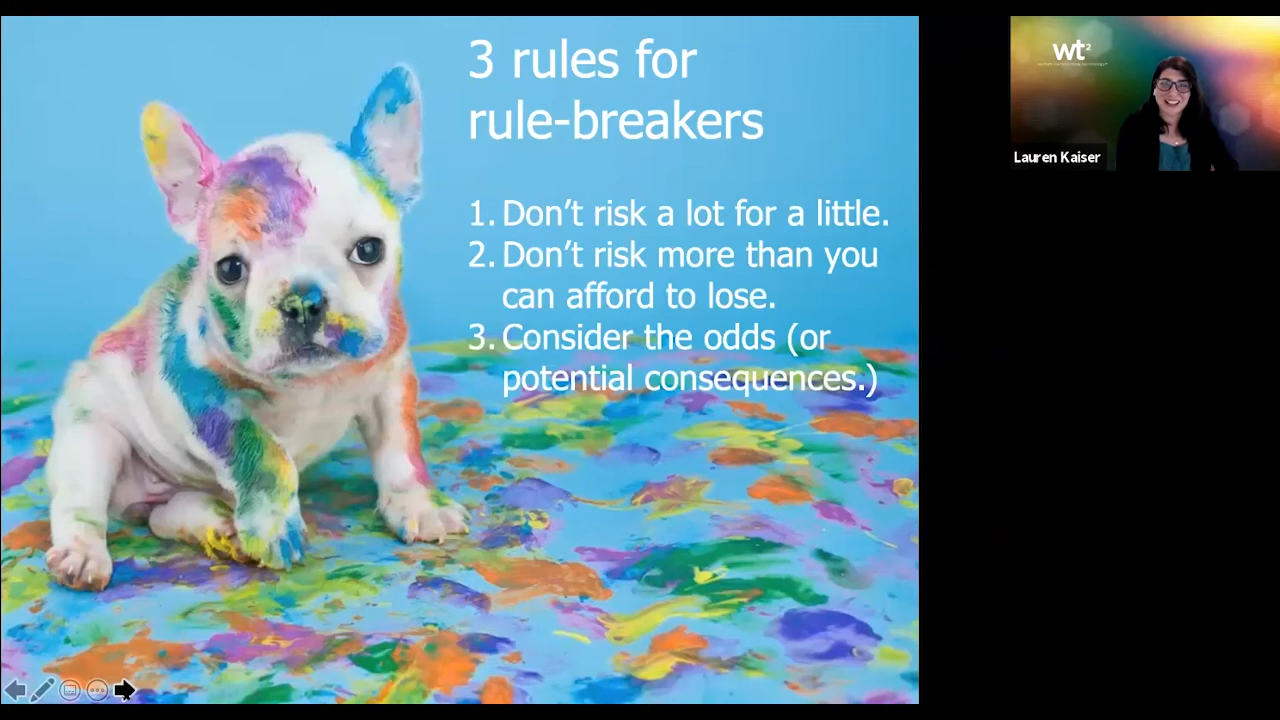 3 rules for
rule-breakers
1. Don’t risk a lot for a little.
2. Don’t risk more than you
can afford to lose.
3. Consider the odds (or
potential consequences.)
wt²
Lauren Kaiser